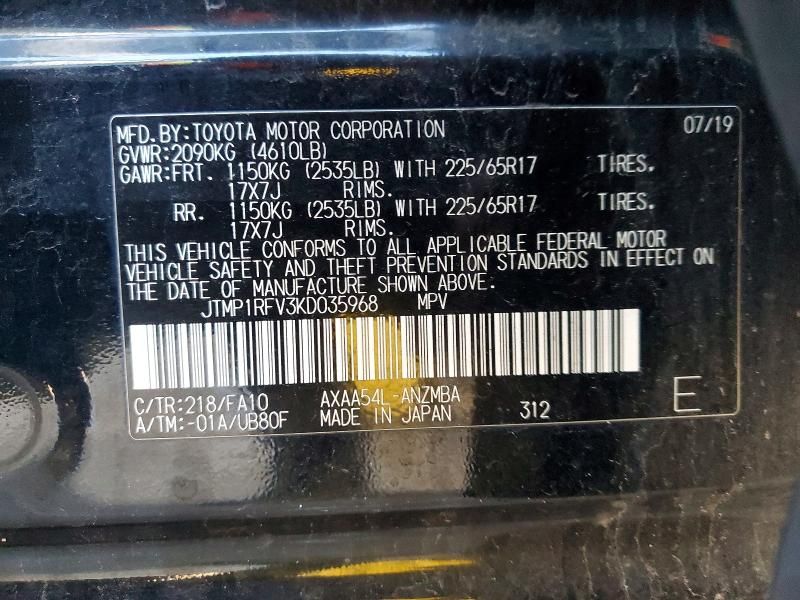 MFD.BY:TOYOTA MOTOR CORPORATION 07/19
GVWR:2090KG (4610LB)
GAWR:FRT. 1150KG (2535LB) WITH 225/65R17 TIRES.
17X7J RIMS.
RR. 1150KG (2535LB) WITH 225/65R17 TIRES.
17X7J RIMS.
THIS VEHICLE CONFORMS TO ALL APPLICABLE FEDERAL MOTOR
VEHICLE SAFETY AND THEFT PREVENTION STANDARDS IN EFFECT ON
THE DATE OF MANUFACTURE SHOWN ABOVE.
JTMP1RFV3KD035968 MPV
C/TR:218/FA10 AXAA54L-ANZMBA
A/TM:-01A/UB80F MADE IN JAPAN 312 E